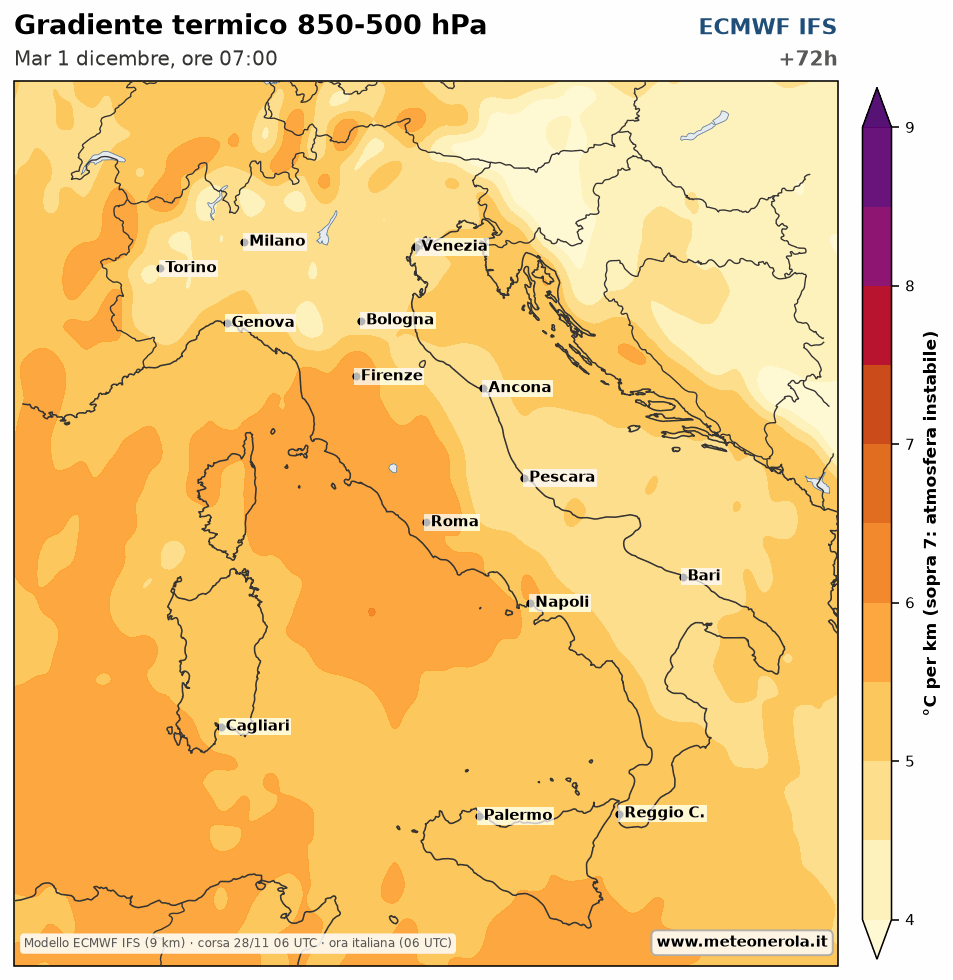 Gradiente termico 850-500 hPa
ECMWF IFS
Mar 1 dicembre, ore 07:00
+72h
Milano
Venezia
Torino
Genova
Bologna
Firenze
Ancona
Pescara
Roma
Bari
Napoli
Cagliari
Palermo
Reggio C.
9
8
7
6
5
4
°C per km (sopra 7: atmosfera instabile)
Modello ECMWF IFS (9 km) · corsa 28/11 06 UTC · ora italiana (06 UTC)
www.meteonerola.it